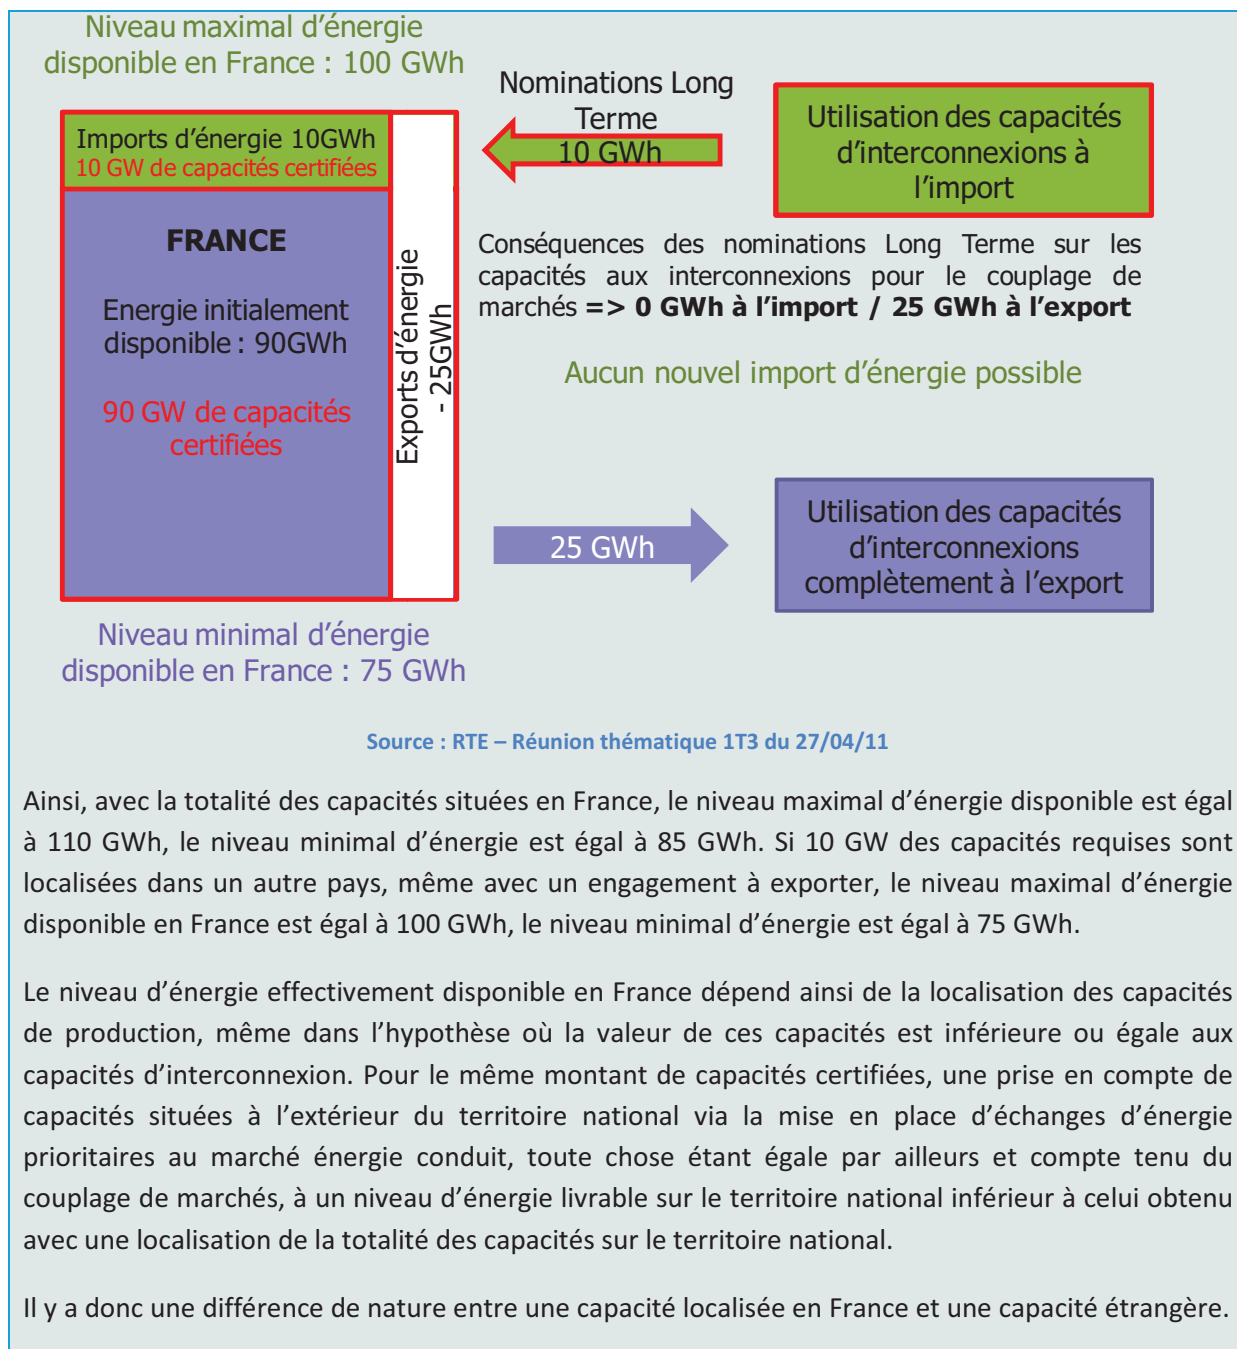 Niveau maximal d’énergie
disponible en France : 100 GWh
Imports d’énergie 10GWh
10 GW de capacités certifiées
FRANCE
Energie initialement
disponible : 90GWh
90 GW de capacités
certifiées
Exports d’énergie
- 25GWh
Niveau minimal d’énergie
disponible en France : 75 GWh
Nominations Long
Terme
10 GWh
Utilisation des capacités
d’interconnexions à
l’import
Conséquences des nominations Long Terme sur les
capacités aux interconnexions pour le couplage de
marchés => 0 GWh à l’import / 25 GWh à l’export
Aucun nouvel import d’énergie possible
25 GWh
Utilisation des capacités
d’interconnexions
complètement à l’export
Source : RTE – Réunion thématique 1T3 du 27/04/11
Ainsi, avec la totalité des capacités situées en France, le niveau maximal d’énergie disponible est égal
à 110 GWh, le niveau minimal d’énergie est égal à 85 GWh. Si 10 GW des capacités requises sont
localisées dans un autre pays, même avec un engagement à exporter, le niveau maximal d’énergie
disponible en France est égal à 100 GWh, le niveau minimal d’énergie est égal à 75 GWh.
Le niveau d’énergie effectivement disponible en France dépend ainsi de la localisation des capacités
de production, même dans l’hypothèse où la valeur de ces capacités est inférieure ou égale aux
capacités d’interconnexion. Pour le même montant de capacités certifiées, une prise en compte de
capacités situées à l’extérieur du territoire national via la mise en place d’échanges d’énergie
prioritaires au marché énergie conduit, toute chose étant égale par ailleurs et compte tenu du
couplage de marchés, à un niveau d’énergie livrable sur le territoire national inférieur à celui obtenu
avec une localisation de la totalité des capacités sur le territoire national.
Il y a donc une différence de nature entre une capacité localisée en France et une capacité étrangère.